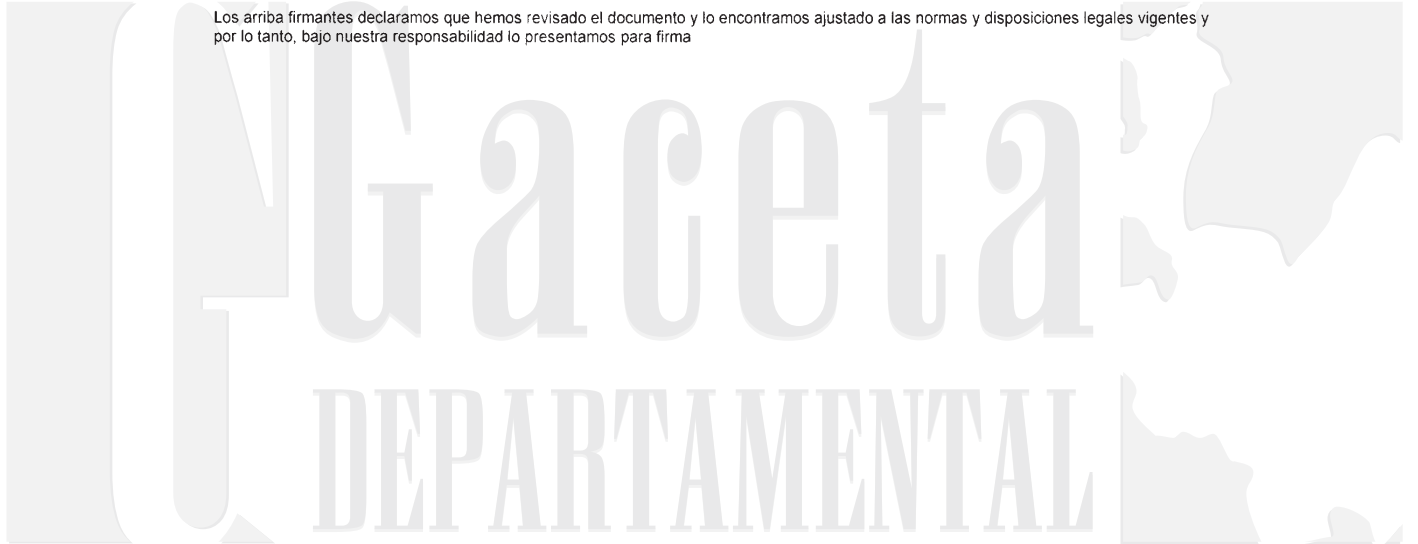 Los arriba firmantes declaramos que hemos revisado el documento y lo encontramos ajustado a las normas y disposiciones legales vigentes y
por lo tanto, bajo nuestra responsabilidad lo presentamos para firma
Gaceta
DEPARTAMENTAL